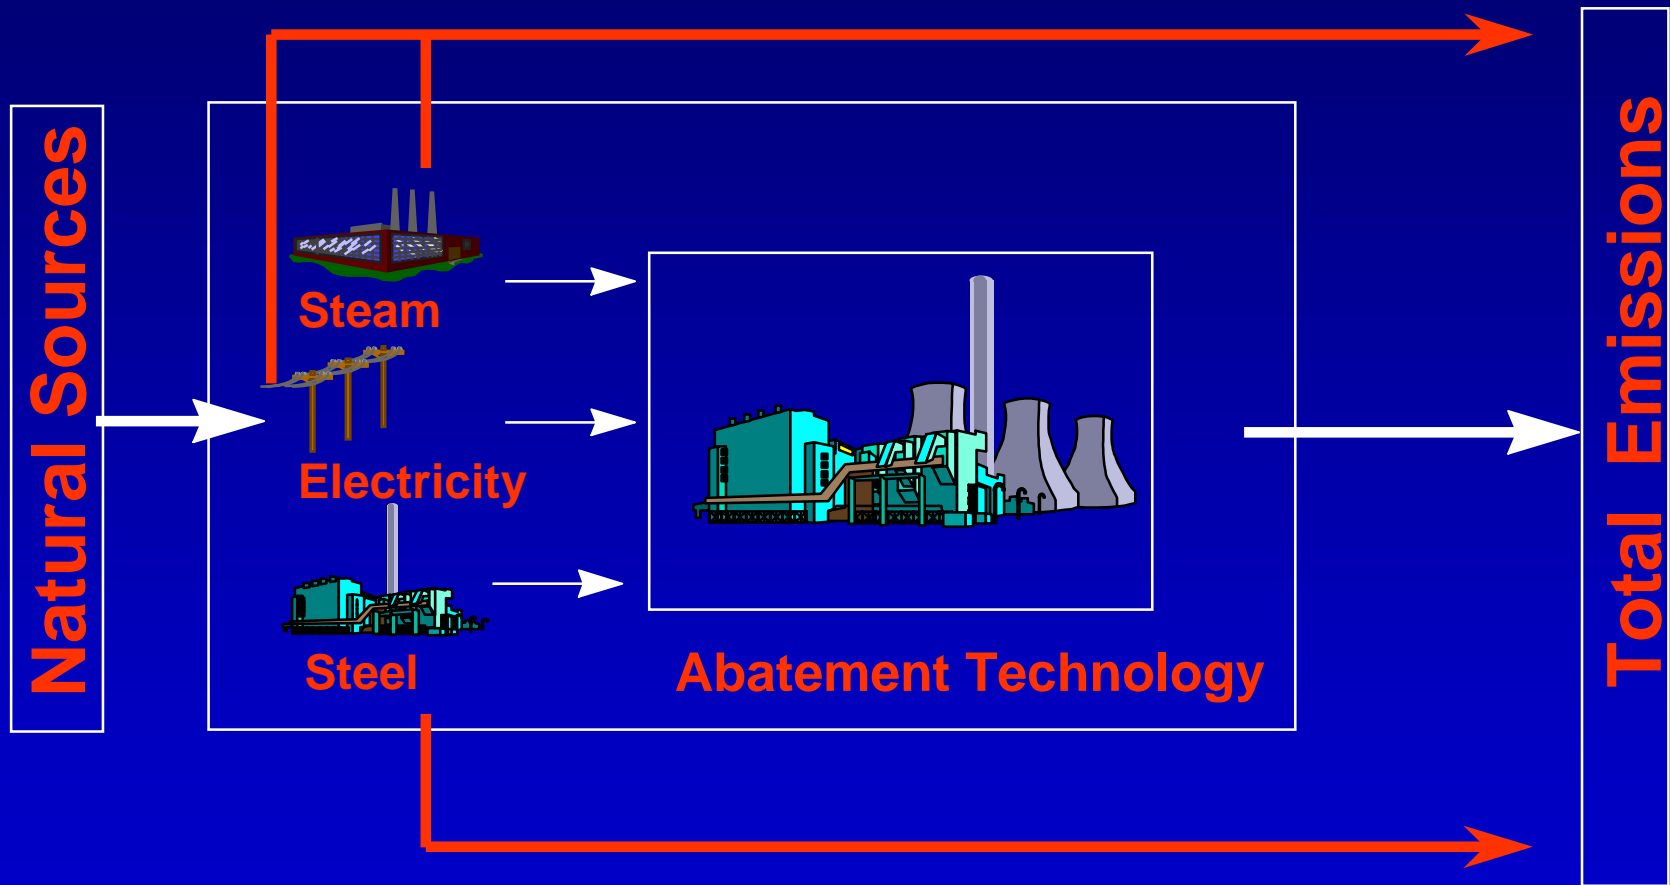 Natural Sources
Steam
Electricity
Steel
Abatement Technology
Total Emissions